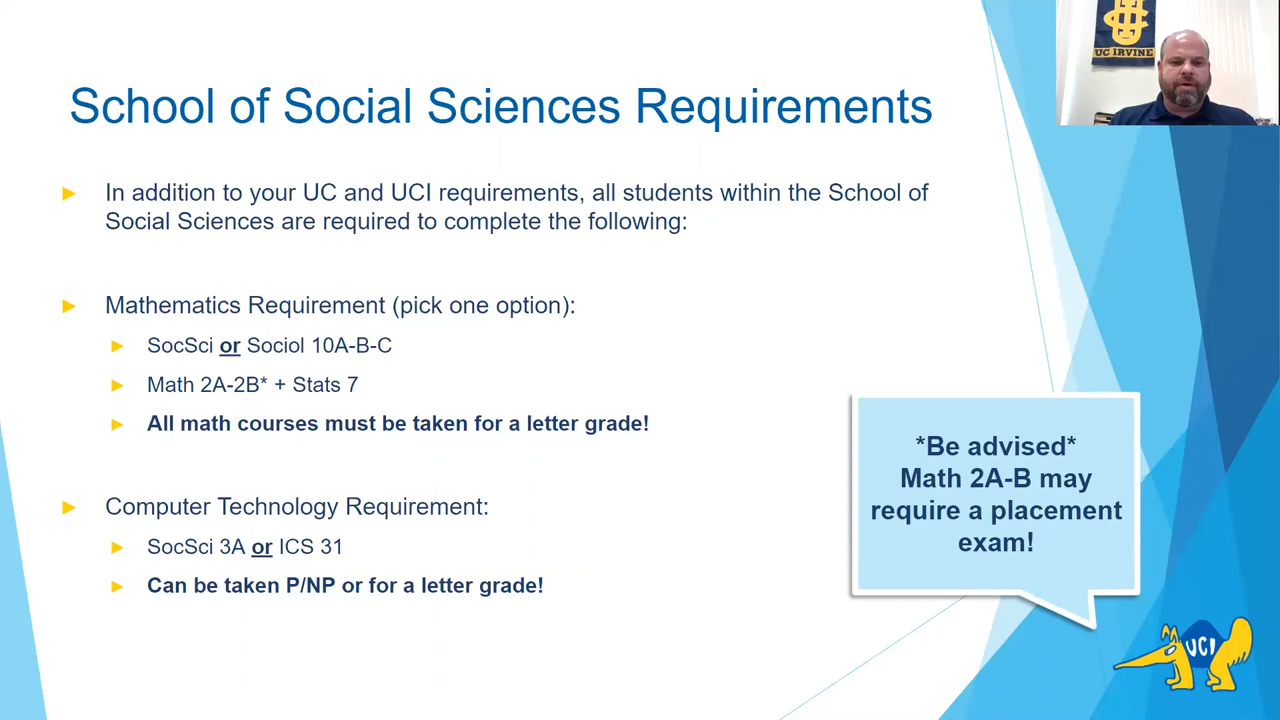 UC IRVINE
School of Social Sciences Requirements
In addition to your UC and UCI requirements, all students within the School of
Social Sciences are required to complete the following:
Mathematics Requirement (pick one option):
SocSci or Sociol 10A-B-C
Math 2A-2B* + Stats 7
All math courses must be taken for a letter grade!
Computer Technology Requirement:
SocSci 3A or ICS 31
Can be taken P/NP or for a letter grade!
*Be advised*
Math 2A-B may
require a placement
exam!
UCI